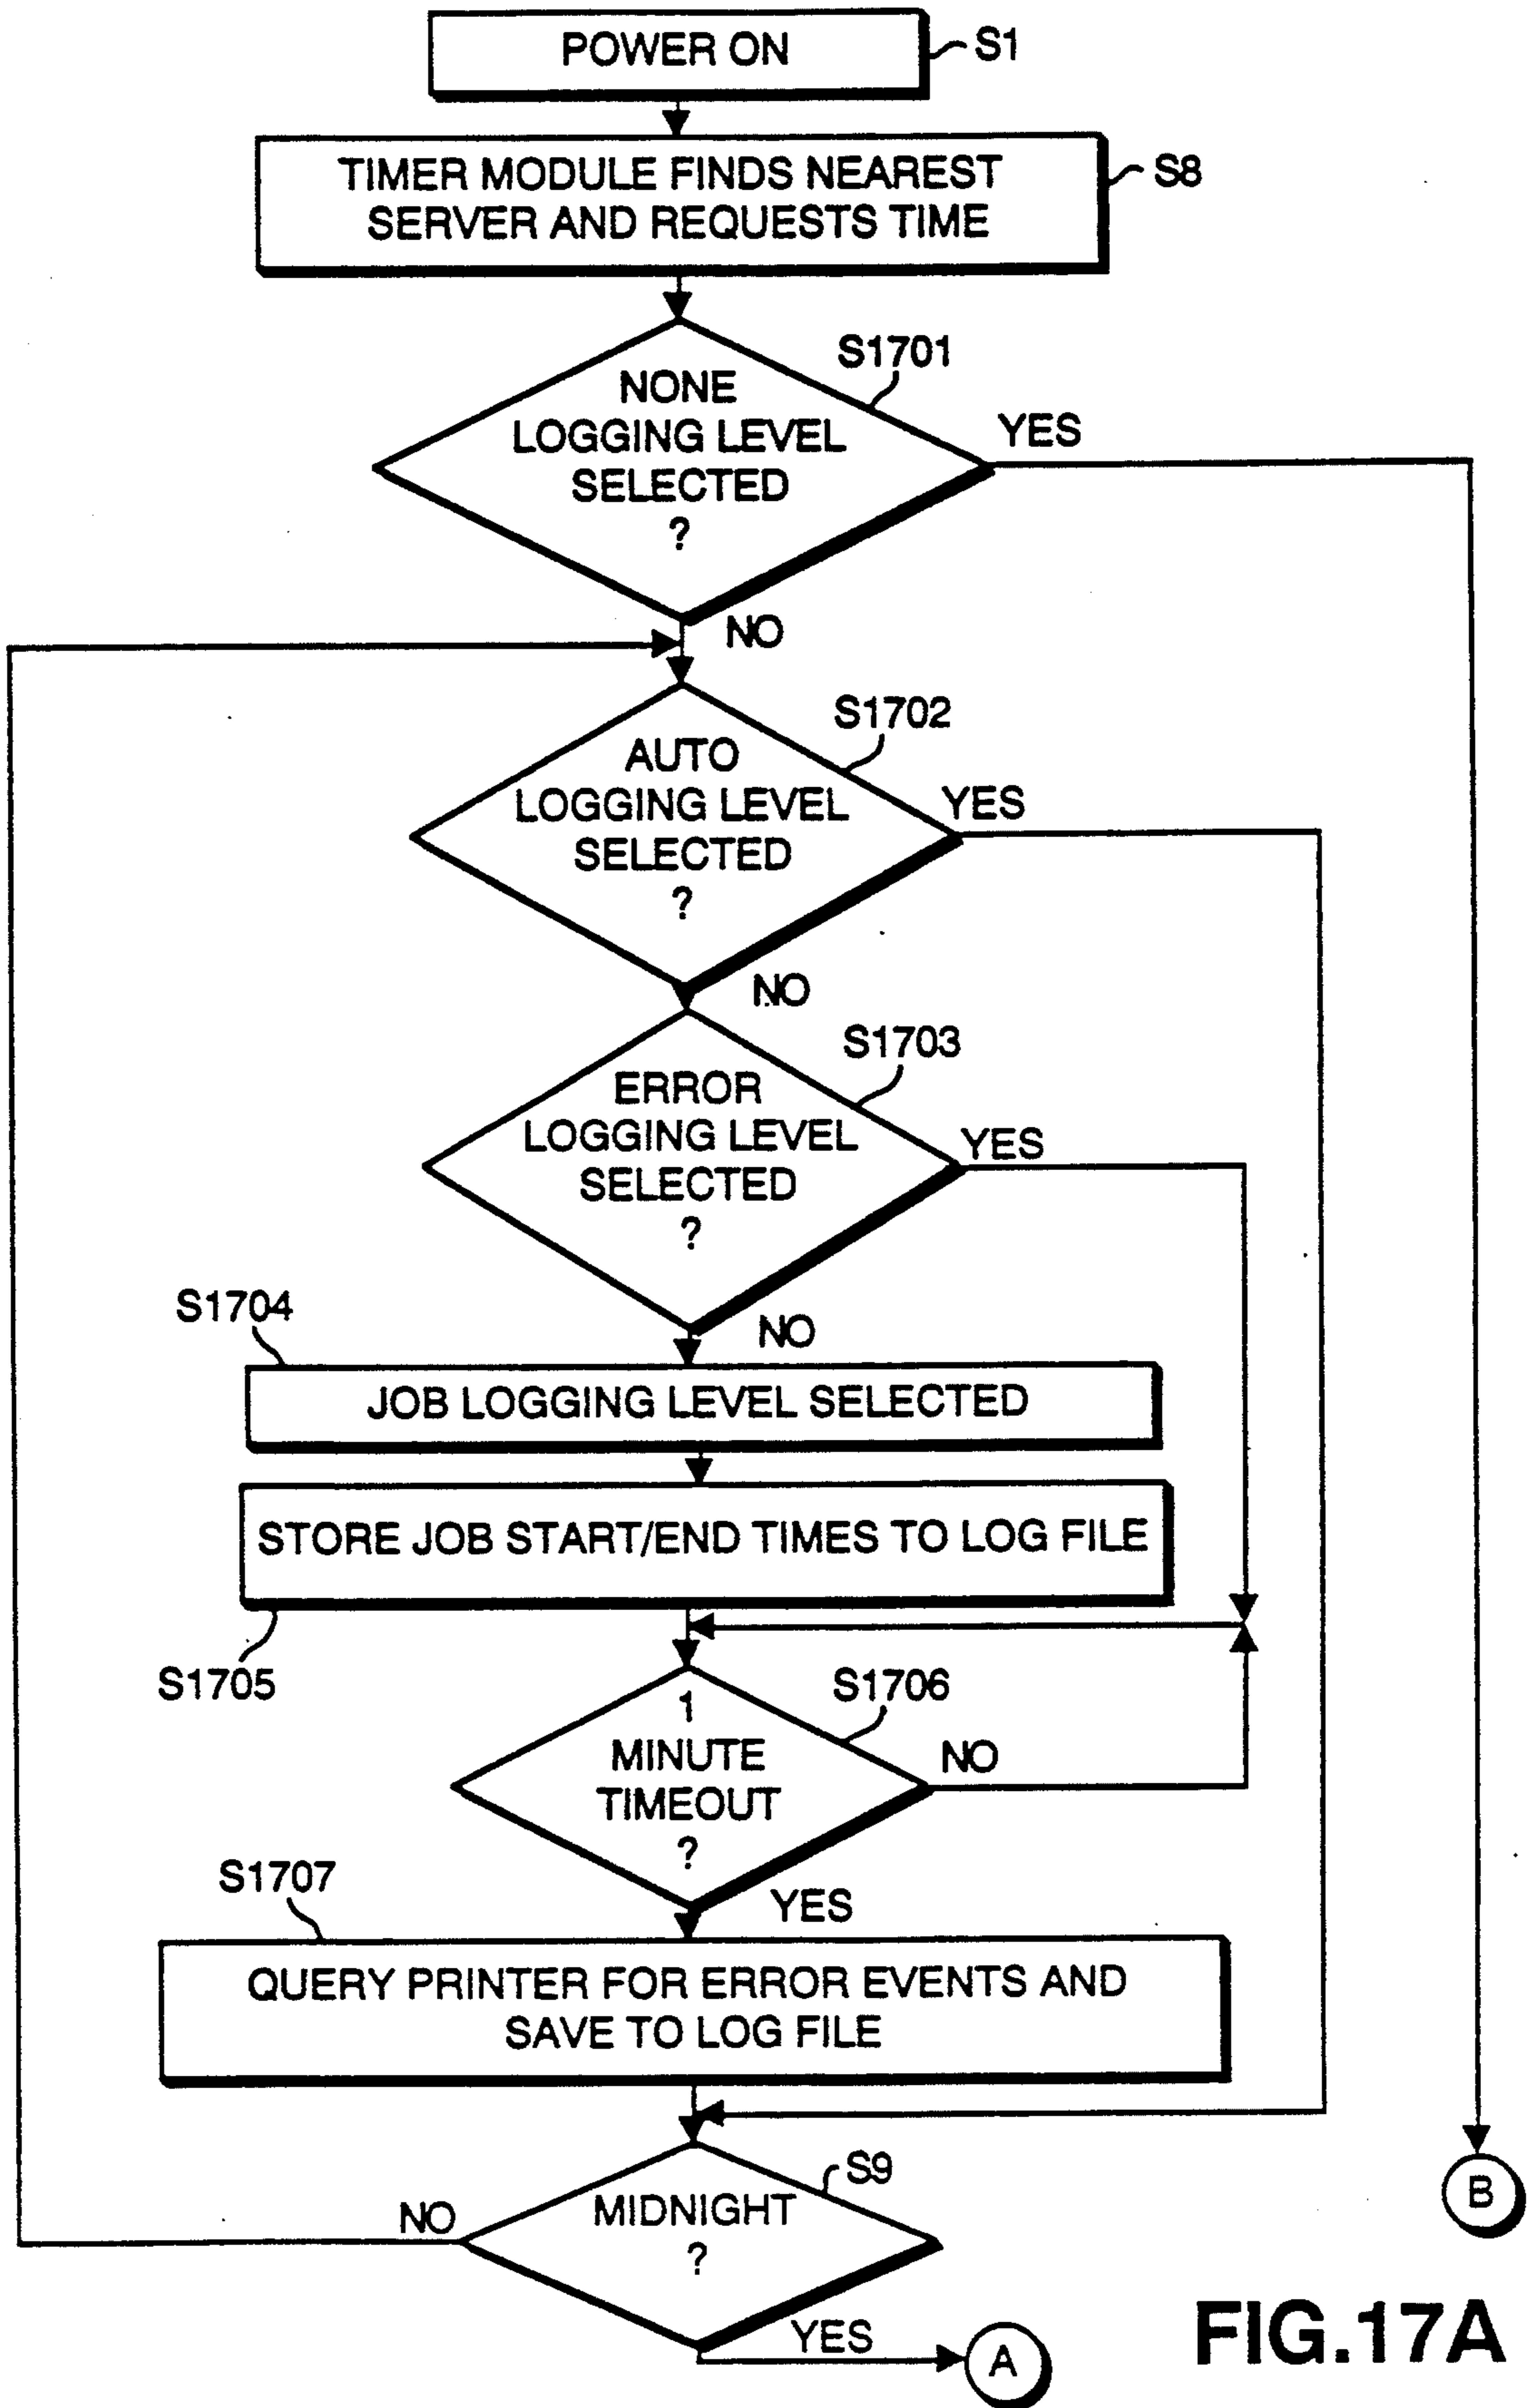 POWER ON
S1
TIMER MODULE FINDS NEAREST
SERVER AND REQUESTS TIME
S8
S1701
NONE
LOGGING LEVEL
SELECTED
?
YES
NO
S1702
AUTO
LOGGING LEVEL
SELECTED
?
YES
NO
S1703
ERROR
LOGGING LEVEL
SELECTED
?
YES
NO
S1704
JOB LOGGING LEVEL SELECTED
STORE JOB START/END TIMES TO LOG FILE
S1705
S1706
1
MINUTE
TIMEOUT
?
NO
YES
S1707
QUERY PRINTER FOR ERROR EVENTS AND
SAVE TO LOG FILE
S9
MIDNIGHT
?
NO
YES
A
B
FIG.17A